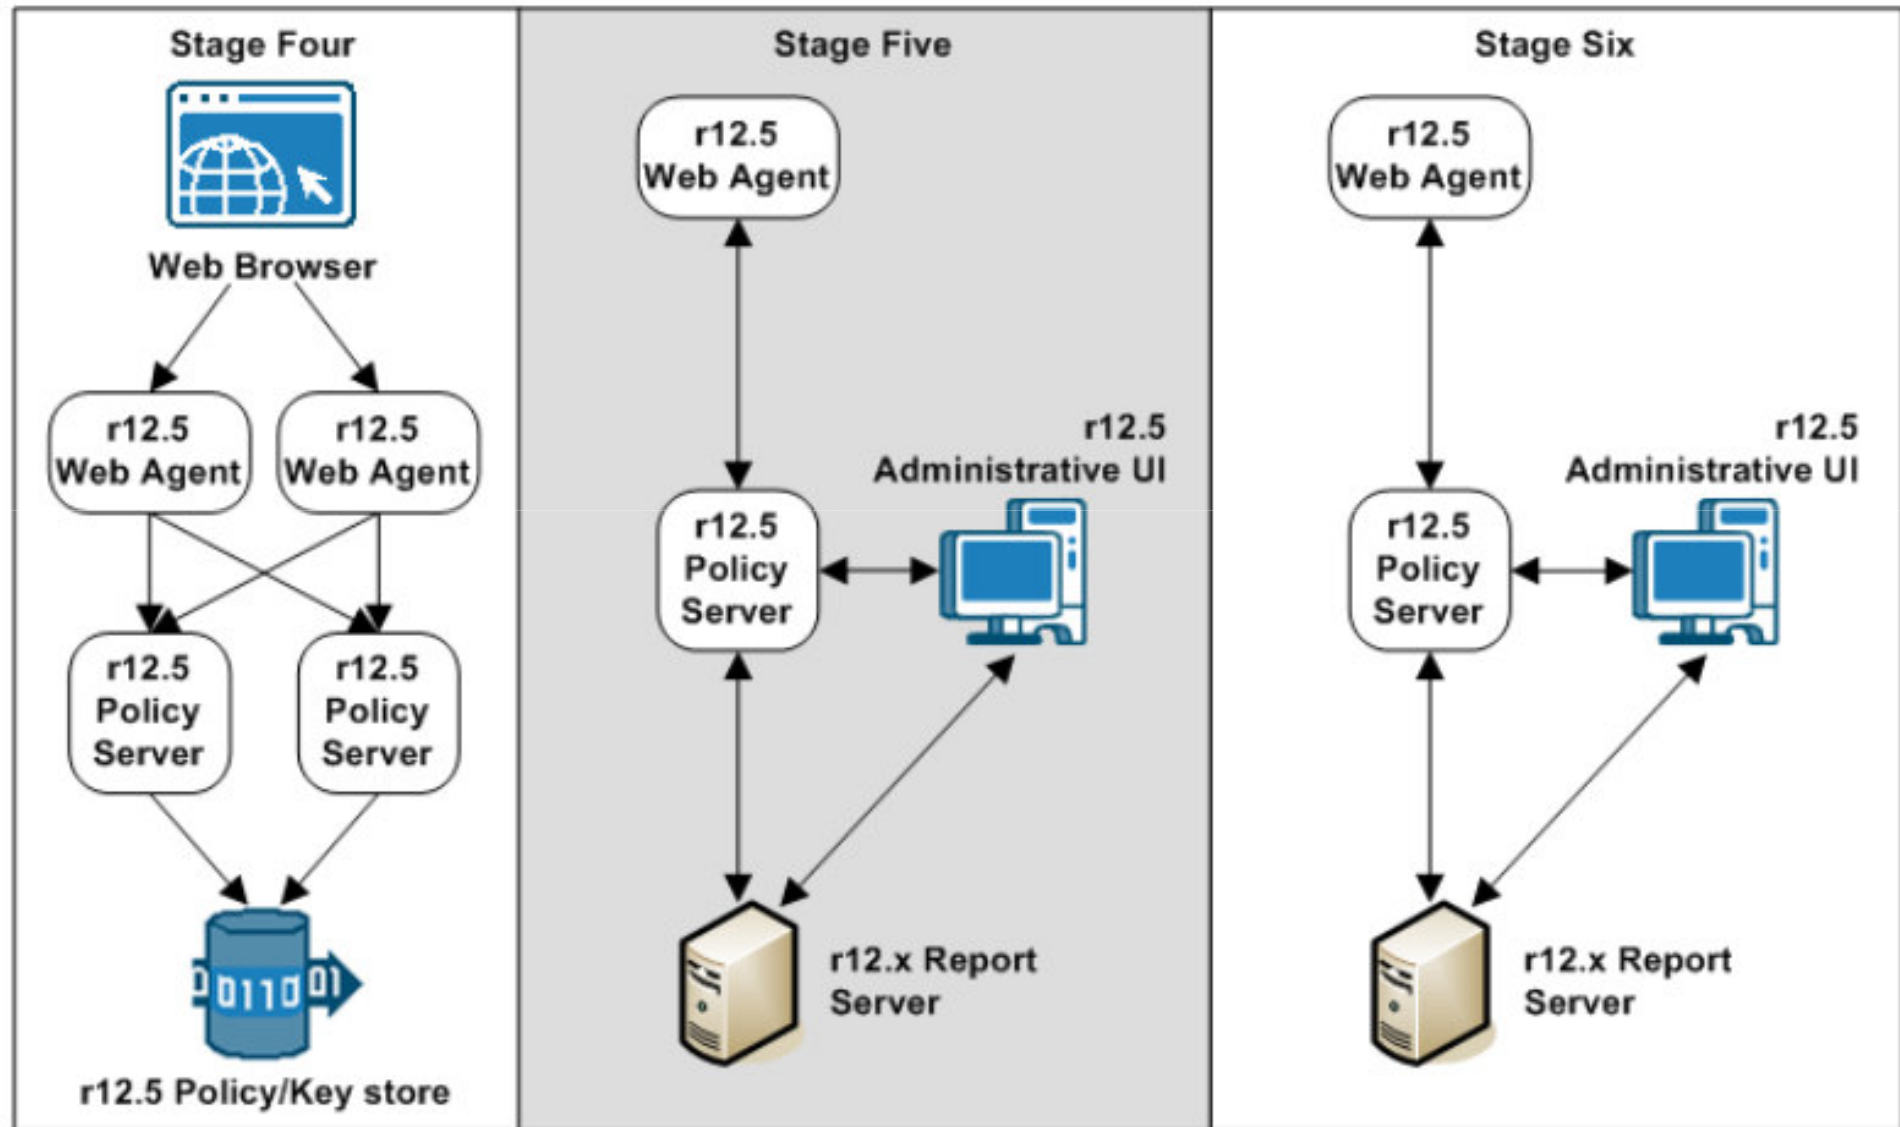 Stage Four
Web Browser
r12.5
Web Agent
r12.5
Web Agent
r12.5
Policy
Server
r12.5
Policy
Server
0110
01
r12.5 Policy/Key store
Stage Five
r12.5
Web Agent
r12.5
Administrative UI
r12.5
Policy
Server
r12.x Report
Server
Stage Six
r12.5
Web Agent
r12.5
Administrative UI
r12.5
Policy
Server
r12.x Report
Server